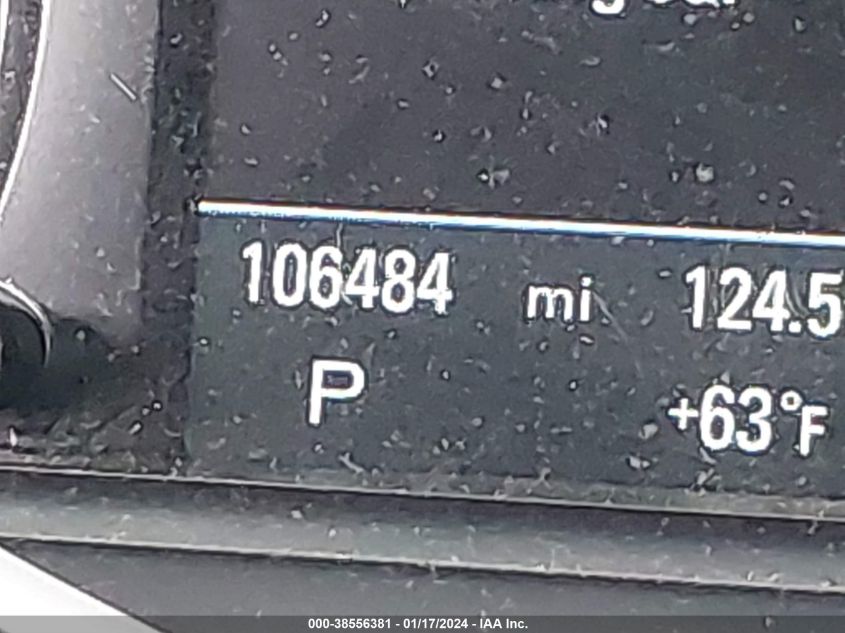 106484 mi 124.5
P +63°F
000-38556381 - 01/17/2024 - IAA Inc.